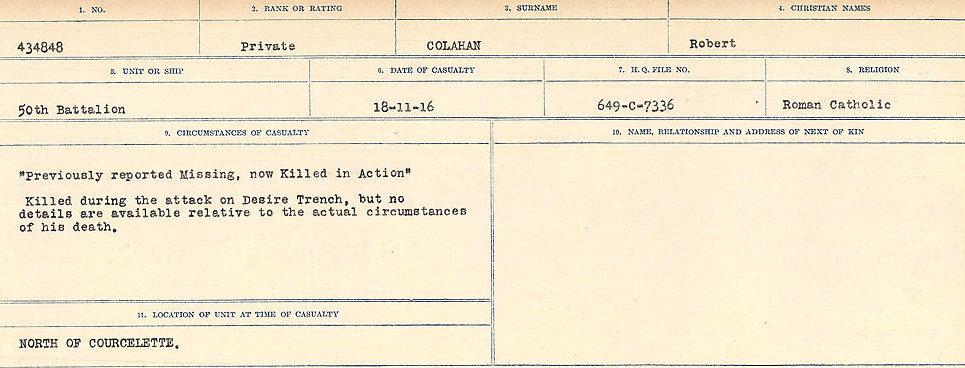 1. NO.
2. RANK OR RATING
3. SURNAME
4. CHRISTIAN NAMES
434848
Private
COLAHAN
Robert
5. UNIT OR SHIP
6. DATE OF CASUALTY
7. H. Q. FILE NO.
8. RELIGION
50th Battalion
18-11-16
649-C-7336
Roman Catholic
9. CIRCUMSTANCES OF CASUALTY
"Previously reported Missing, now Killed in Action"
Killed during the attack on Desire Trench, but no
details are available relative to the actual circumstances
of his death.
10. NAME, RELATIONSHIP AND ADDRESS OF NEXT OF KIN
11. LOCATION OF UNIT AT TIME OF CASUALTY
NORTH OF COURCELETTE.